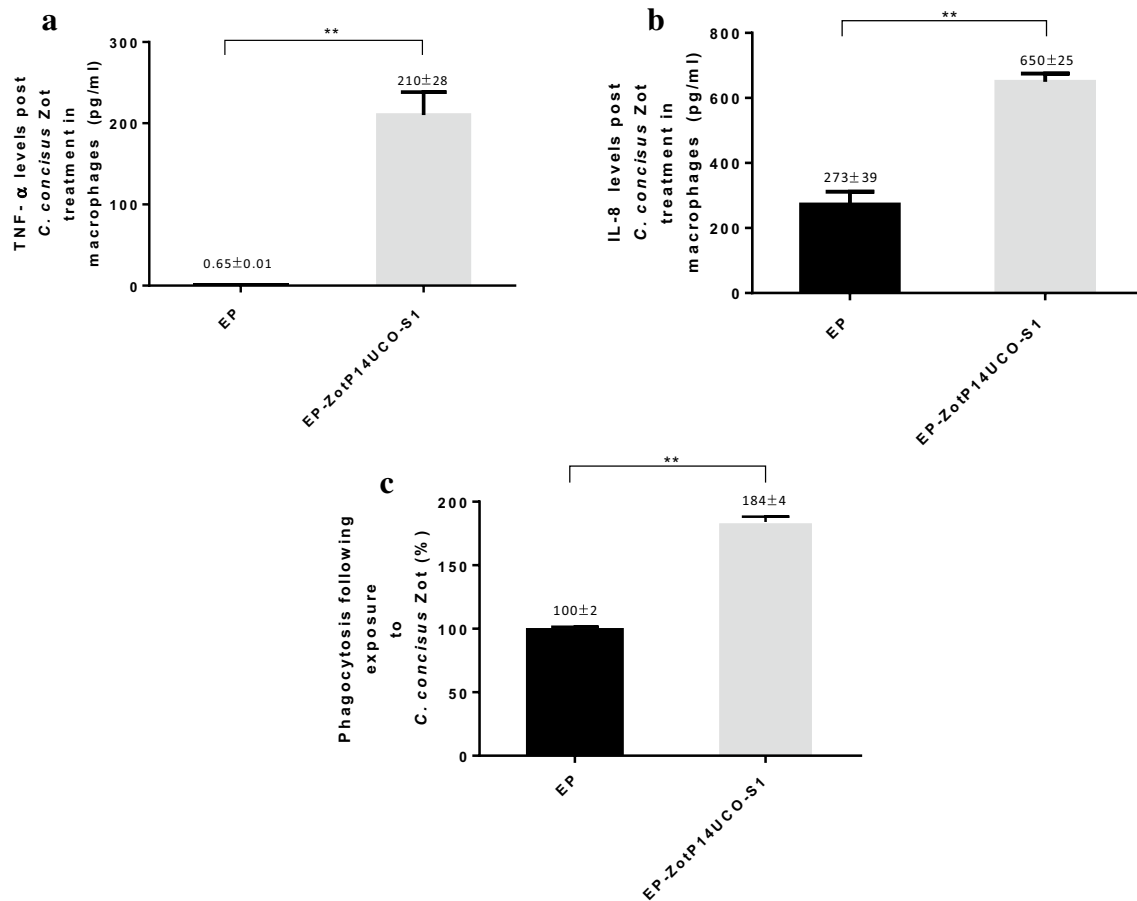 a
**
TNF-α levels post
C. concisus Zot
treatment in
macrophages (pg/ml)
300
200
100
0
210±28
0.65±0.01
EP
EP-ZotP14UCO-S1
b
**
IL-8 levels post
C. concisus Zot
treatment in
macrophages (pg/ml)
800
600
400
200
0
650±25
273±39
EP
EP-ZotP14UCO-S1
c
**
Phagocytosis following
exposure
to
C. concisus Zot (%)
200
150
100
50
0
184±4
100±2
EP
EP-ZotP14UCO-S1